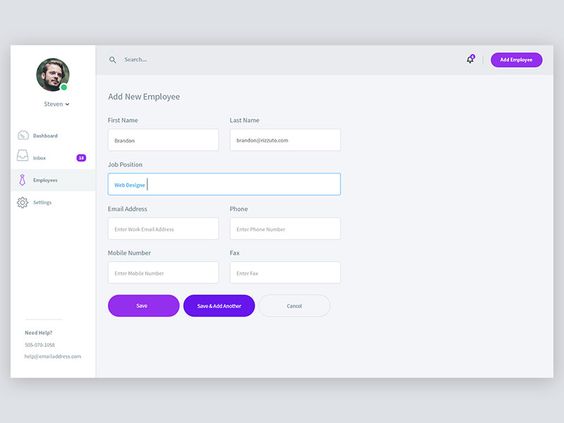 Search...
Add Employee
Steven
Dashboard
Inbox 18
Employees
Settings
Need Help?
505-070-1058
help@emailaddress.com
Add New Employee
First Name Last Name
Brandan brandon@rizzuto.com
Job Position
Web Designe
Email Address Phone
Enter Work Email Address Enter Phone Number
Mobile Number Fax
Enter Mobile Number Enter Fax
Save Save & Add Another Cancel